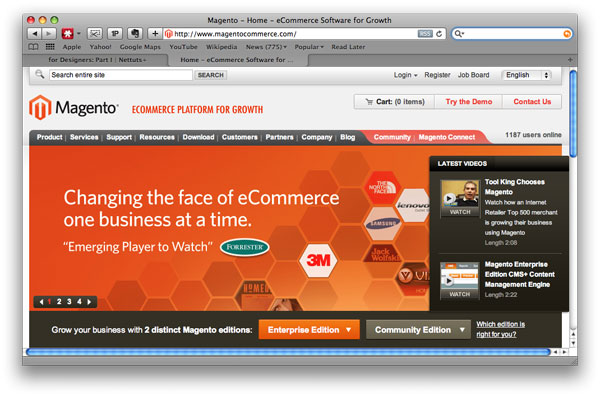 Magento - Home - eCommerce Software for Growth
http://www.magentocommerce.com/
RSS
Apple Yahoo! Google Maps YouTube Wikipedia News (775) Popular Read Later
for Designers: Part I | Nettuts+
Home - eCommerce Software for ...
Search entire site
SEARCH
Login Register Job Board English
Magento
ECOMMERCE PLATFORM FOR GROWTH
Cart: (0 items) Try the Demo Contact Us
Product | Services | Support | Resources | Download | Customers | Partners | Company | Blog
Community | Magento Connect
1187 users online
Changing the face of eCommerce
one business at a time.
“Emerging Player to Watch”
FORRESTER
3M
THE NORTH FACE
lenovo
SAMSUNG
Jack Wolfskin
HOMER
1 2 3 4
LATEST VIDEOS
WATCH
Tool King Chooses
Magento
Watch how an Internet
Retailer Top 500 merchant
is growing their business
using Magento
Length 2:08
WATCH
Magento Enterprise
Edition CMS+ Content
Management Engine
Length 2:22
Grow your business with 2 distinct Magento editions:
Enterprise Edition
Community Edition
Which edition is
right for you?